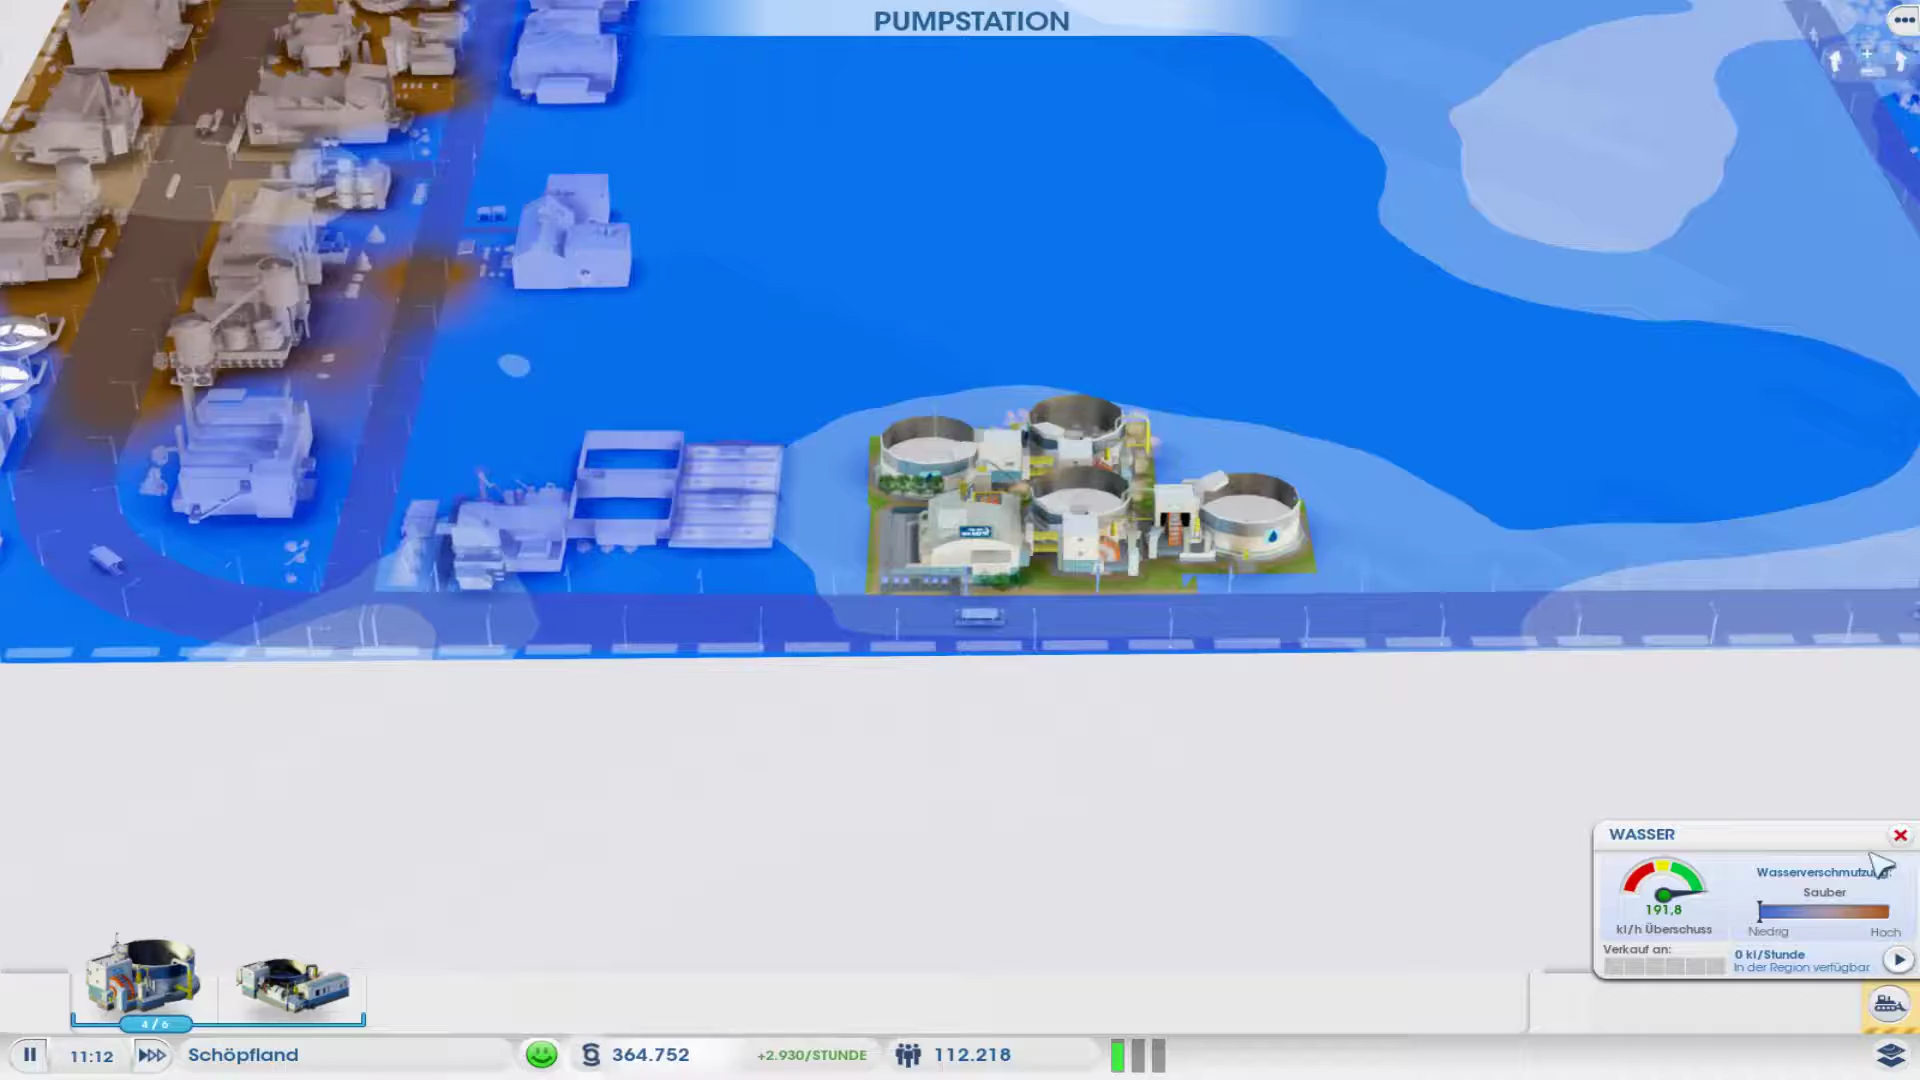 PUMPSTATION
WASSER
Wasserverschmutzung:
Sauber
191,8
kl/h Überschuss
Niedrig
Hoch
Verkauf an:
0 kl/Stunde
In der Region verfügbar
4 / 6
11:12
Schöpfland
364.752
+2.930/STUNDE
112.218